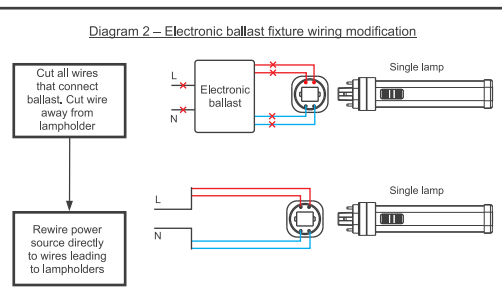 Diagram 2 – Electronic ballast fixture wiring modification
Cut all wires
that connect
ballast. Cut wire
away from
lampholder
L
N
Electronic
ballast
Single lamp
Rewire power
source directly
to wires leading
to lampholders
L
N
Single lamp